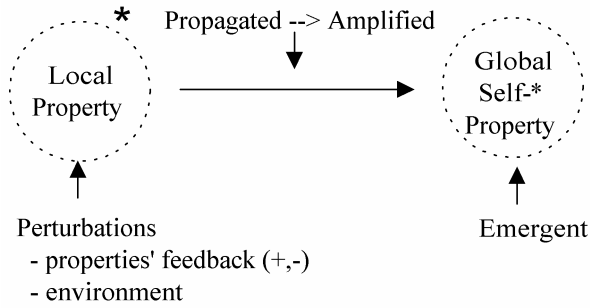 *
Propagated --> Amplified
Local
Property
Global
Self-*
Property
Perturbations
- properties' feedback (+,-)
- environment
Emergent